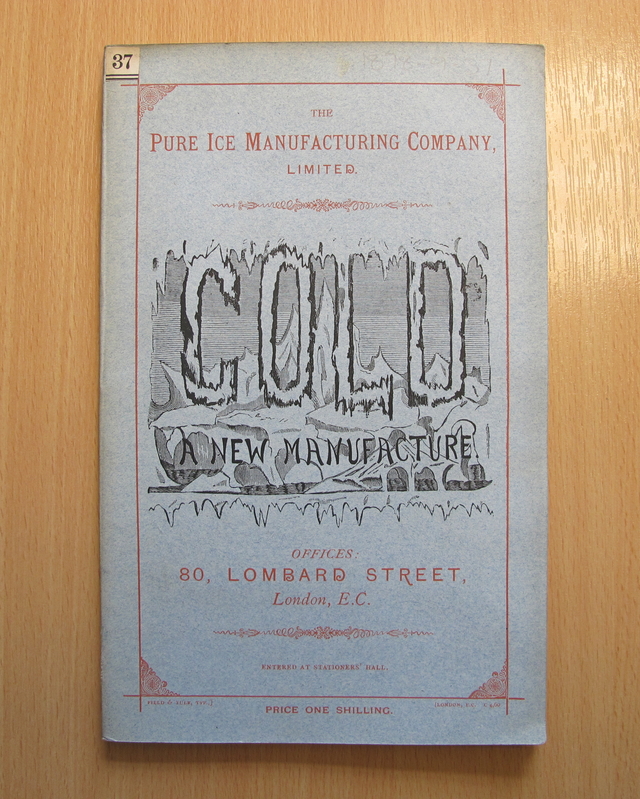 37
THE
PURE ICE MANUFACTURING COMPANY,
LIMITED.
COLD
A NEW MANUFACTURE.
OFFICES:
80, LOMBARD STREET,
London, E.C.
ENTERED AT STATIONERS' HALL.
PRICE ONE SHILLING.